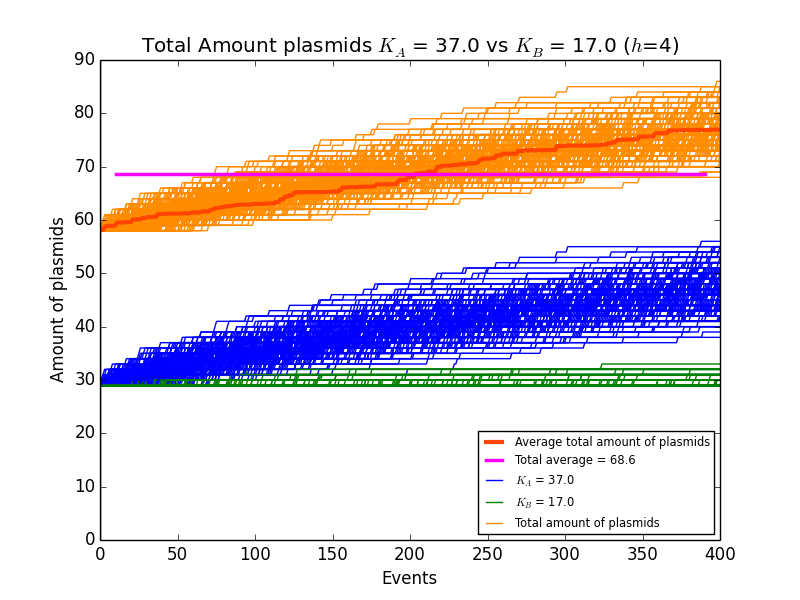 Total Amount plasmids K_A = 37.0 vs K_B = 17.0 (h=4)
90
80
70
60
50
40
30
20
10
0
Amount of plasmids
Average total amount of plasmids
Total average = 68.6
K_A = 37.0
K_B = 17.0
Total amount of plasmids
0 50 100 150 200 250 300 350 400
Events